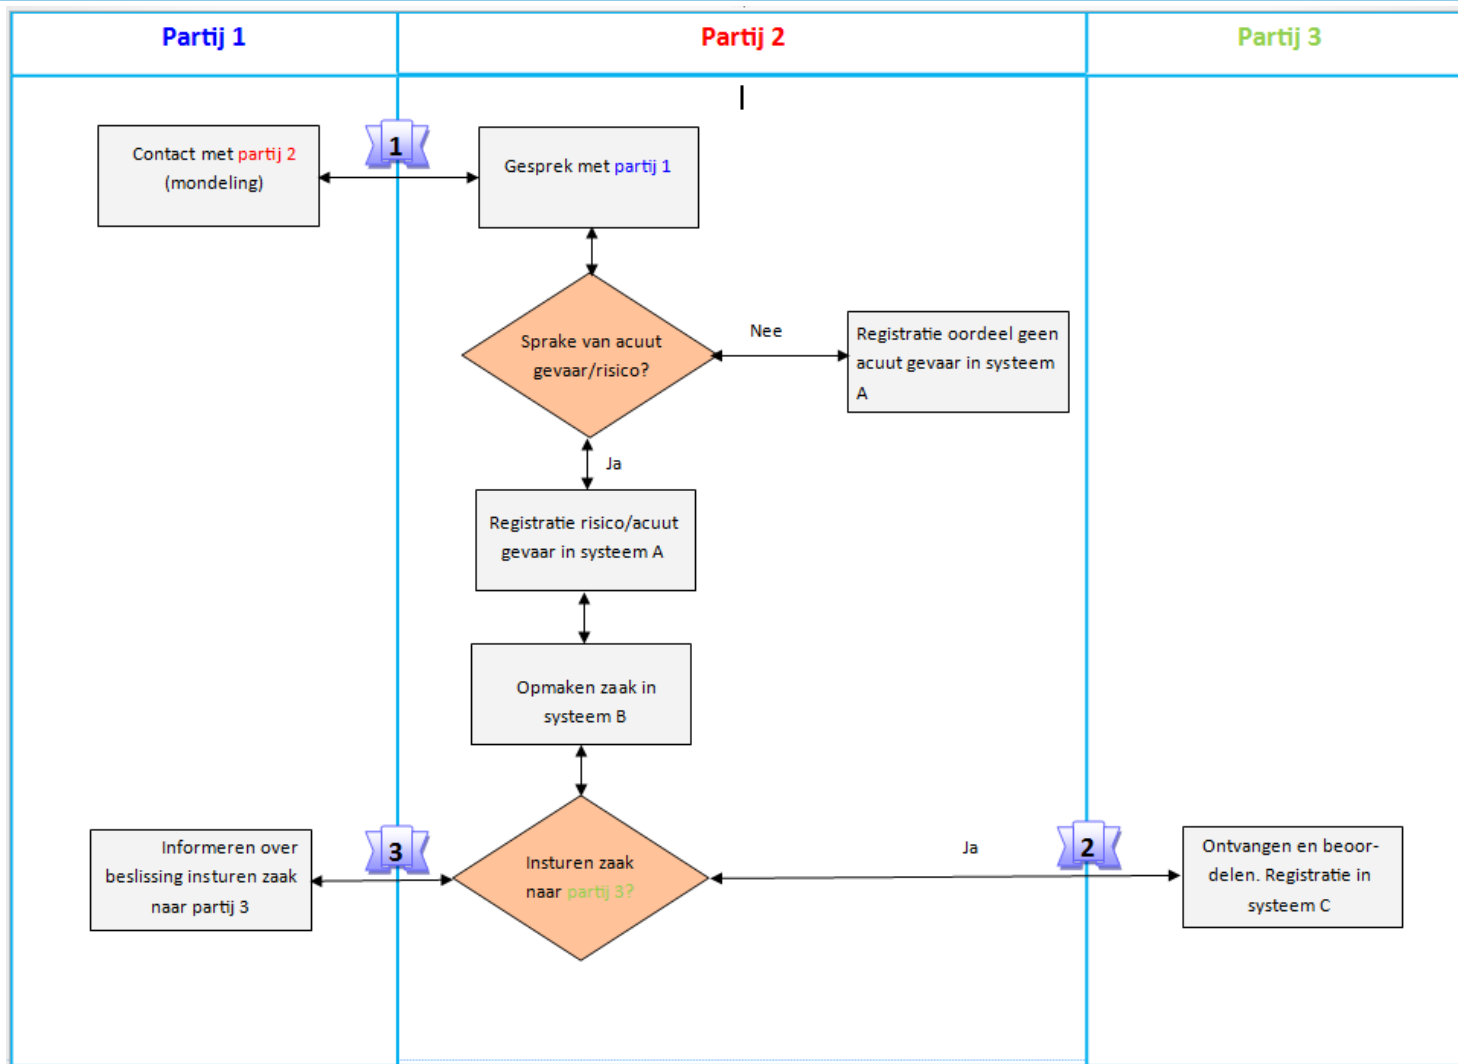 Partij 1
Partij 2
Partij 3
Contact met partij 2
(mondeling)
1
Gesprek met partij 1
Sprake van acuut
gevaar/risico?
Nee
Registratie oordeel geen
acuut gevaar in systeem
A
Ja
Registratie risico/acuut
gevaar in systeem A
Opmaken zaak in
systeem B
Informeren over
beslissing insturen zaak
naar partij 3
3
Insturen zaak
naar partij 3?
Ja
2
Ontvangen en beoor-
delen. Registratie in
systeem C